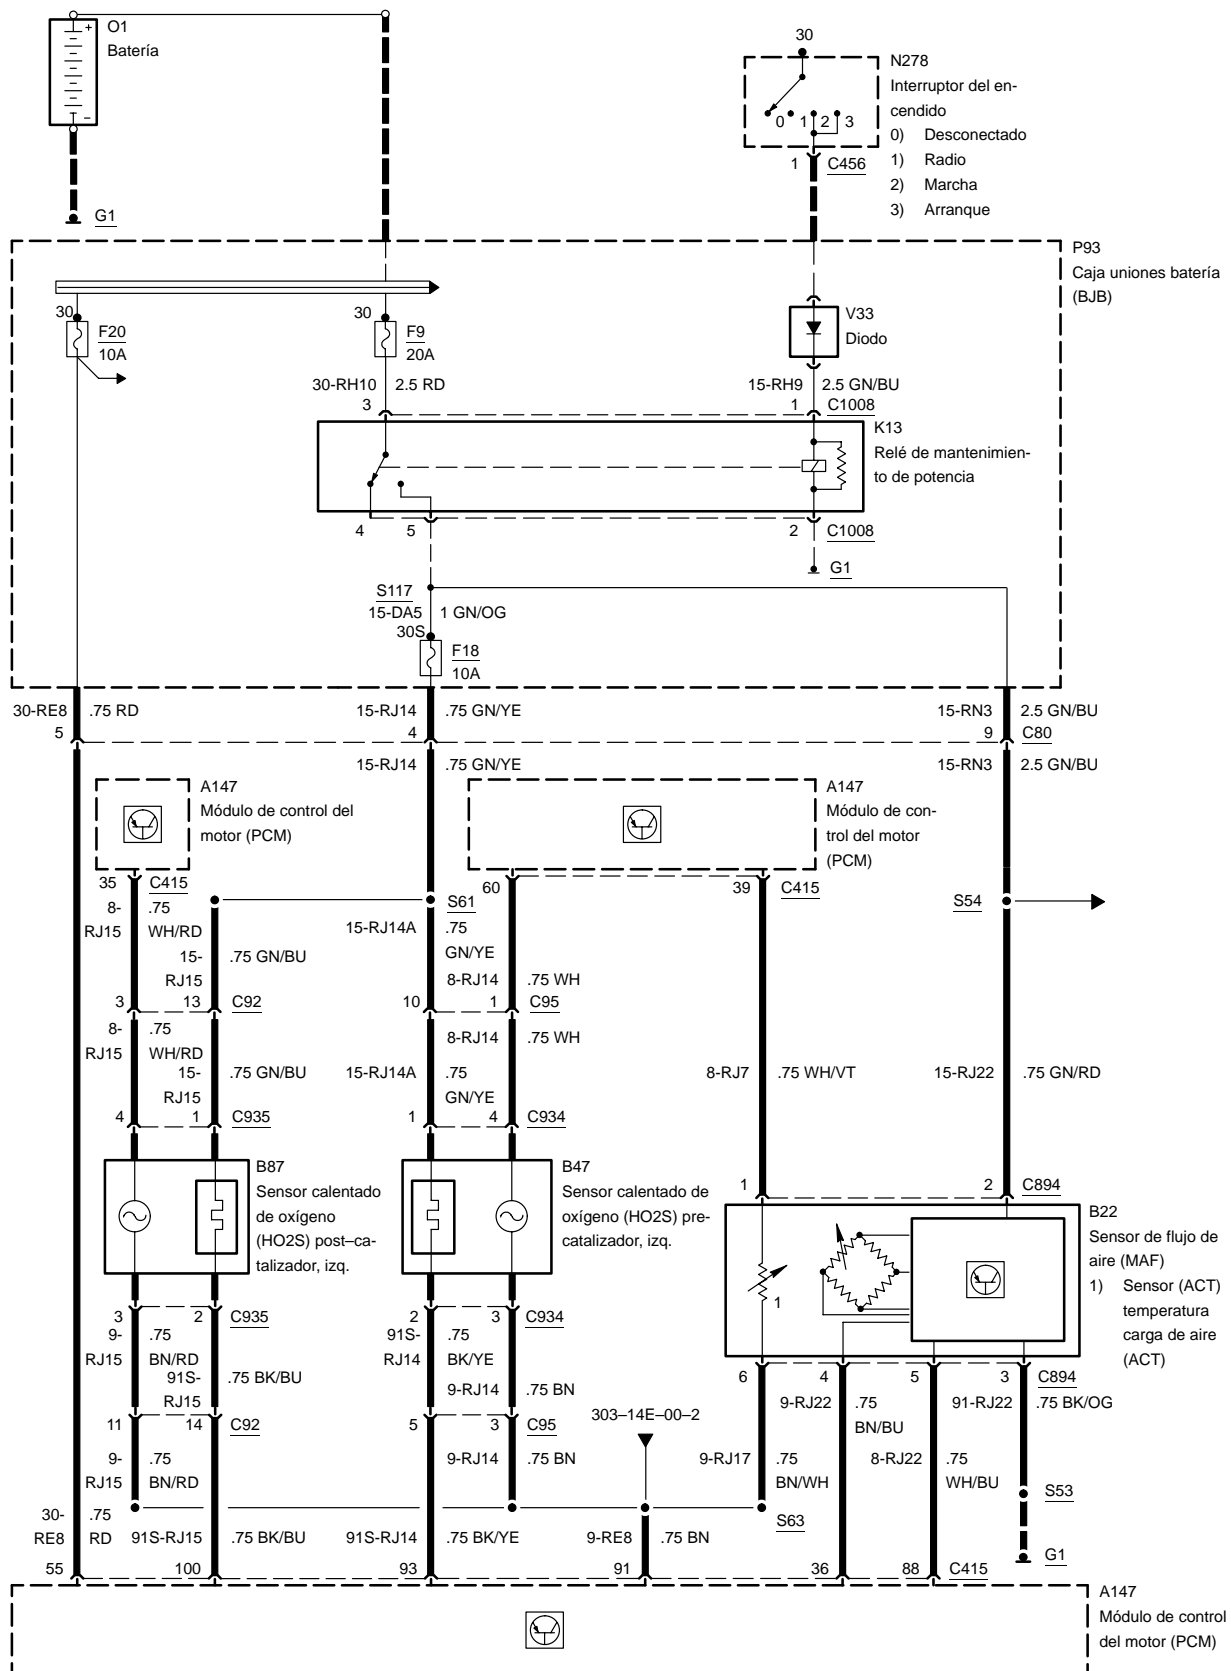 O1
Batería
+
–
G1
30
N278
Interruptor del en-
cendido
0) Desconectado
1) Radio
2) Marcha
3) Arranque
0 1 2 3
1 C456
P93
Caja uniones batería
(BJB)
30
F20
10A
30
F9
20A
V33
Diodo
30-RH10 2.5 RD
15-RH9 2.5 GN/BU
3
1 C1008
K13
Relé de mantenimien-
to de potencia
4 5
2 C1008
G1
S117
15-DA5 1 GN/OG
30S
F18
10A
30-RE8 .75 RD
15-RJ14 .75 GN/YE
15-RN3 2.5 GN/BU
5
4
9 C80
15-RJ14 .75 GN/YE
15-RN3 2.5 GN/BU
A147
Módulo de control del
motor (PCM)
A147
Módulo de con-
trol del motor
(PCM)
35 C415
60
39 C415
8-
RJ15
.75
WH/RD
S61
S54
15-RJ14A
.75
GN/YE
15-
RJ15
.75 GN/BU
8-RJ14 .75 WH
3 13 C92
10 1 C95
8-
RJ15
.75
WH/RD
8-RJ14 .75 WH
15-
RJ15
.75 GN/BU
15-RJ14A
.75
GN/YE
8-RJ7 .75 WH/VT
15-RJ22 .75 GN/RD
4 1 C935
1 4 C934
B87
Sensor calentado
de oxígeno
(HO2S) post–ca-
talizador, izq.
B47
Sensor calentado de
oxígeno (HO2S) pre-
catalizador, izq.
1 2 C894
B22
Sensor de flujo de
aire (MAF)
1) Sensor (ACT)
temperatura
carga de aire
(ACT)
1
3 2 C935
2 3 C934
9-
RJ15
.75
BN/RD
91S-
RJ15
.75 BK/BU
91S-
RJ14
.75
BK/YE
9-RJ14 .75 BN
6 4 5 3 C894
9-RJ22
.75
BN/BU
91-RJ22 .75 BK/OG
11 14 C92
5 3 C95
303–14E–00–2
9-
RJ15
.75
BN/RD
9-RJ14 .75 BN
9-RJ17
.75
BN/WH
8-RJ22
.75
WH/BU
S53
S63
30-
RE8
.75
RD
91S-RJ15 .75 BK/BU
91S-RJ14 .75 BK/YE
9-RE8 .75 BN
G1
55 100 93 91 36 88 C415
A147
Módulo de control
del motor (PCM)